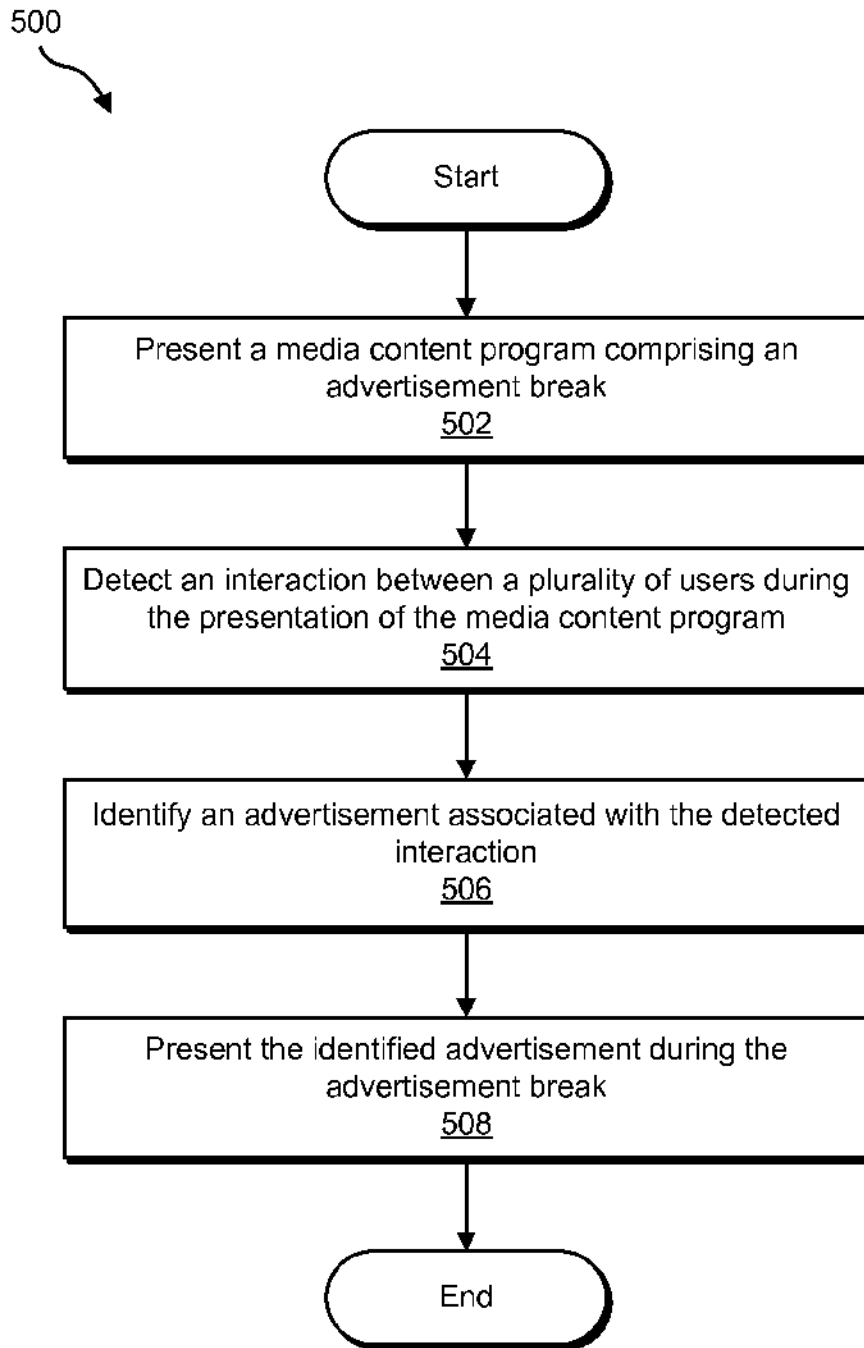 500
Start
Present a media content program comprising an
advertisement break
502
Detect an interaction between a plurality of users during
the presentation of the media content program
504
Identify an advertisement associated with the detected
interaction
506
Present the identified advertisement during the
advertisement break
508
End